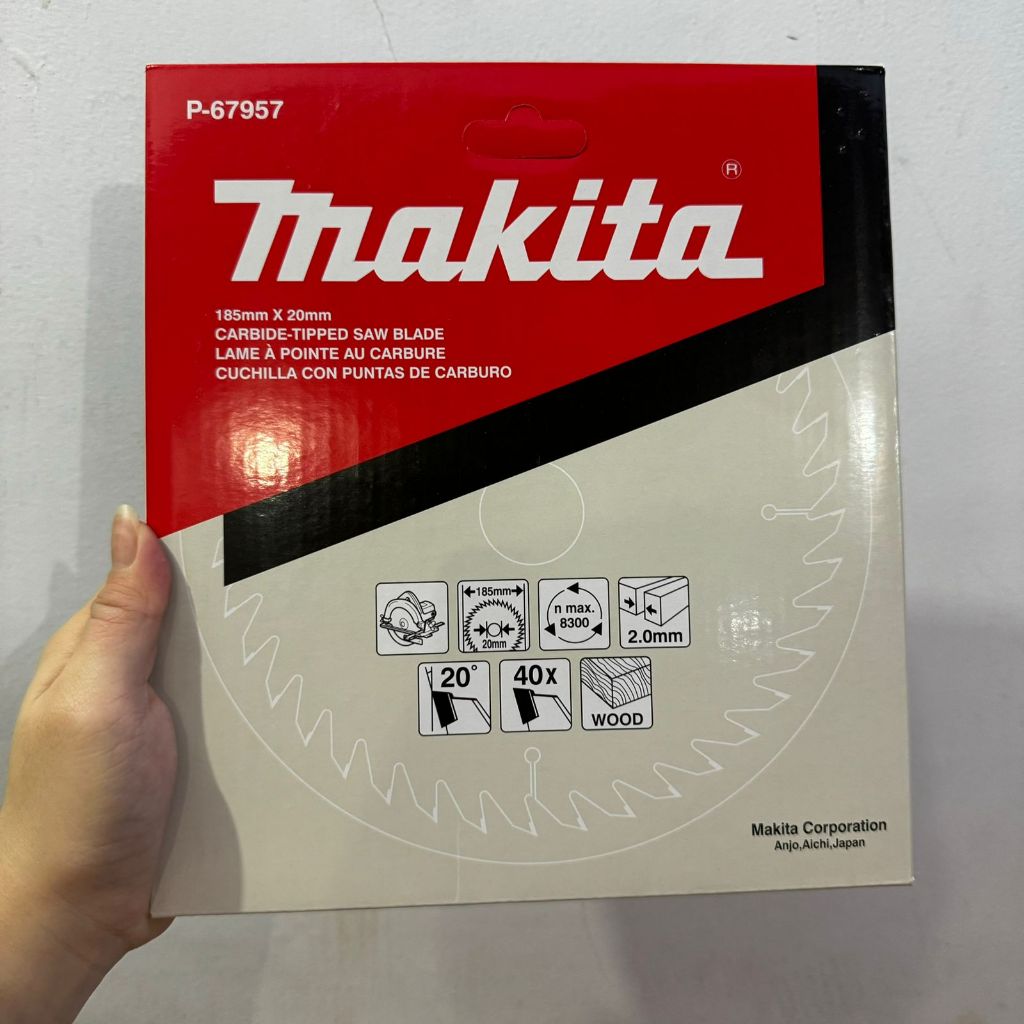 P-67957
makita®
185mm X 20mm
CARBIDE-TIPPED SAW BLADE
LAME À POINTE AU CARBURE
CUCHILLA CON PUNTAS DE CARBURO
185mm
20mm
n max.
8300
2.0mm
20°
40x
WOOD
Makita Corporation
Anjo,Aichi,Japan